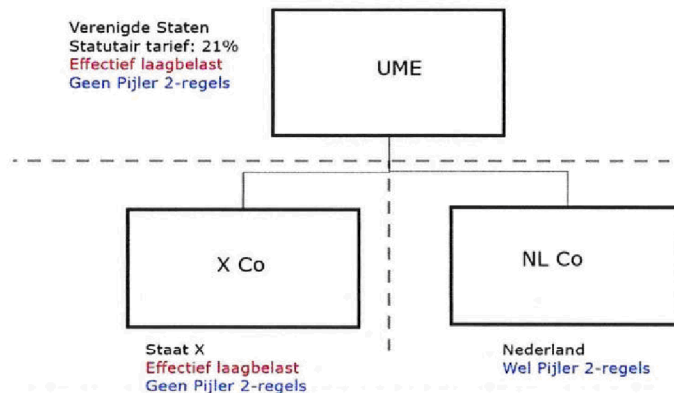 Verenigde Staten
Statutair tarief: 21%
Effectief laagbelast
Geen Pijler 2-regels
UME
X Co
NL Co
Staat X
Effectief laagbelast
Geen Pijler 2-regels
Nederland
Wel Pijler 2-regels